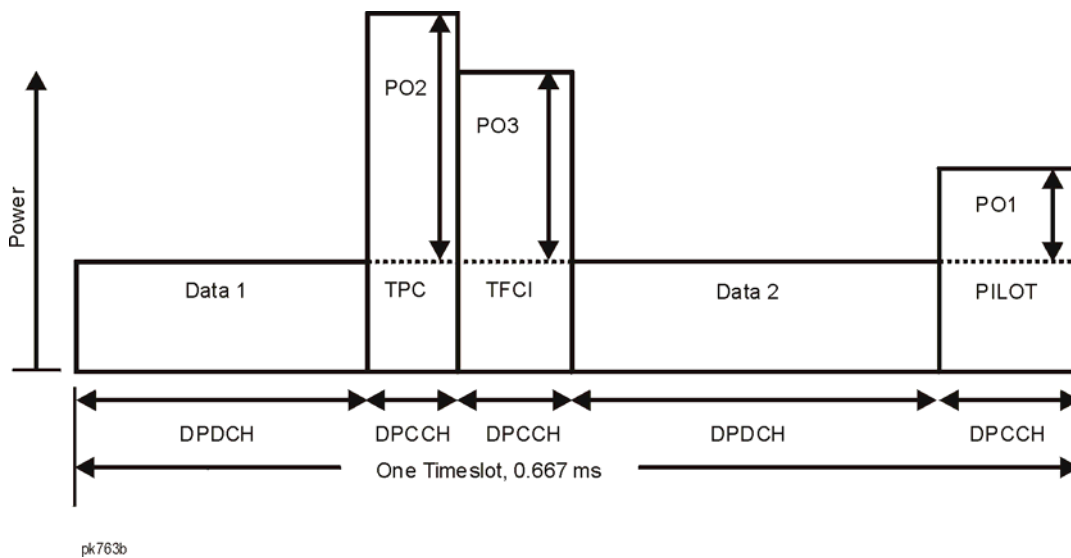 PO2
PO3
PO1
Power
Data 1
TPC
TFCI
Data 2
PILOT
DPDCH
DPCCH
DPCCH
DPDCH
DPCCH
One Timeslot, 0.667 ms
pk763b